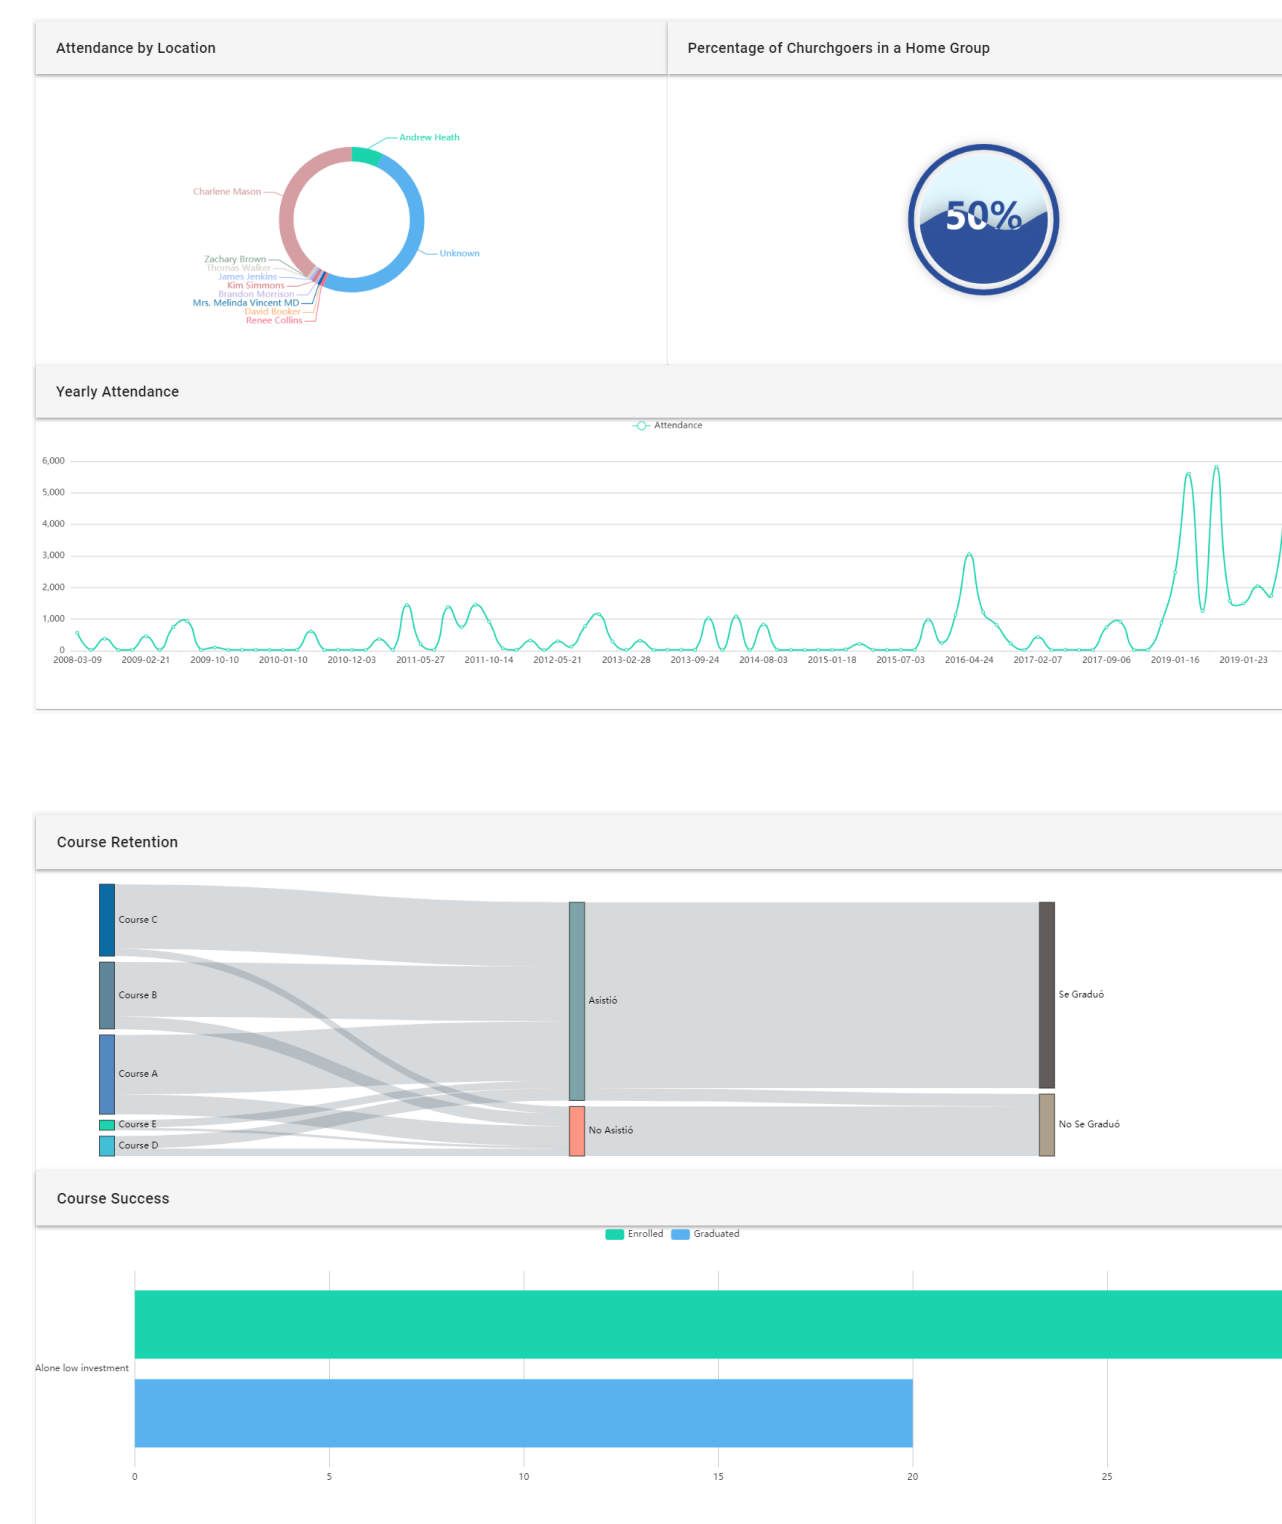 Attendance by Location
Percentage of Churchgoers in a Home Group
Andrew Heath
Charlene Mason
Unknown
Zachary Brown
Thomas Walker
James Jenkins
Kim Simmons
Brandon Morrison
Mrs. Melinda Vincent MD
David Booker
Renee Collins
50%
Yearly Attendance
Attendance
6,000
5,000
4,000
3,000
2,000
1,000
0
2008-03-09 2009-02-21 2009-10-10 2010-01-10 2010-12-03 2011-05-27 2011-10-14 2012-05-21 2013-02-28 2013-09-24 2014-08-03 2015-01-18 2015-07-03 2016-04-24 2017-02-07 2017-09-06 2019-01-16 2019-01-23
Course Retention
Course C
Course B
Course A
Course E
Course D
Asistió
No Asistió
Se Graduó
No Se Graduó
Course Success
Enrolled Graduated
Alone low investment
0 5 10 15 20 25